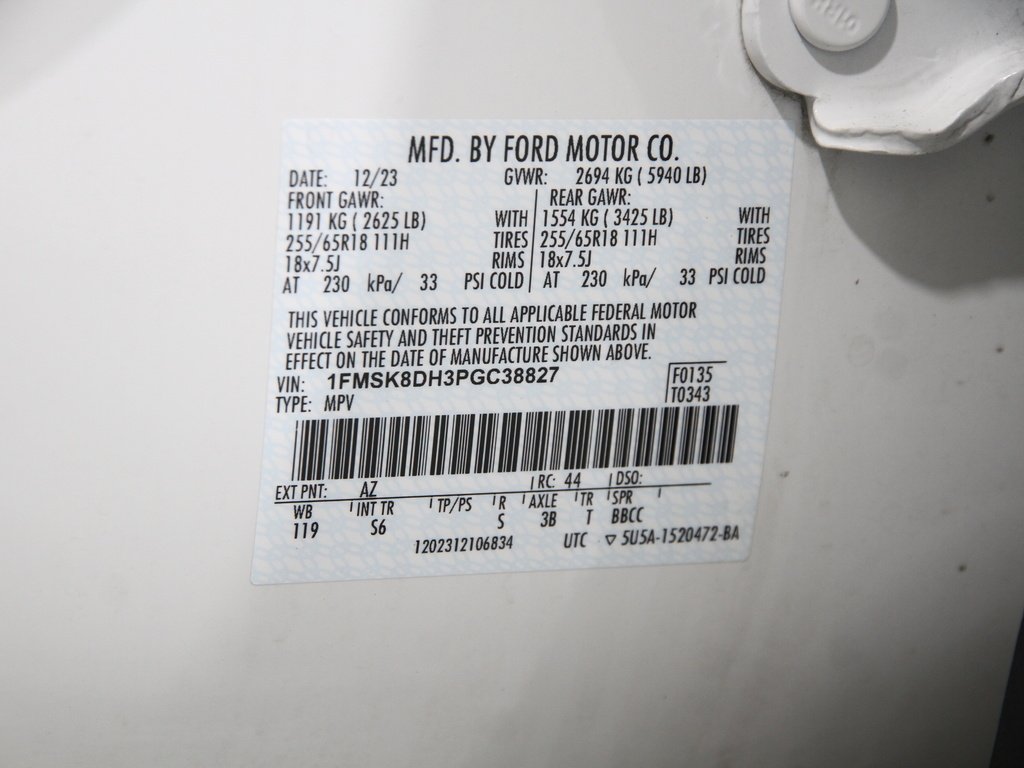 MFD. BY FORD MOTOR CO.
DATE: 12/23 GVWR: 2694 KG ( 5940 LB)
FRONT GAWR: REAR GAWR:
1191 KG ( 2625 LB) WITH 1554 KG ( 3425 LB) WITH
255/65R18 111H TIRES 255/65R18 111H TIRES
18x7.5J RIMS 18x7.5J RIMS
AT 230 kPa/ 33 PSI COLD AT 230 kPa/ 33 PSI COLD
THIS VEHICLE CONFORMS TO ALL APPLICABLE FEDERAL MOTOR
VEHICLE SAFETY AND THEFT PREVENTION STANDARDS IN
EFFECT ON THE DATE OF MANUFACTURE SHOWN ABOVE.
VIN: 1FMSK8DH3PGC38827 F0135
TYPE: MPV T0343
EXT PNT: AZ RC: 44 DSO:
WB INT TR TP/PS R AXLE TR SPR
119 S6 S 3B T BBCC
1202312106834 UTC ▽ 5U5A-1520472-BA